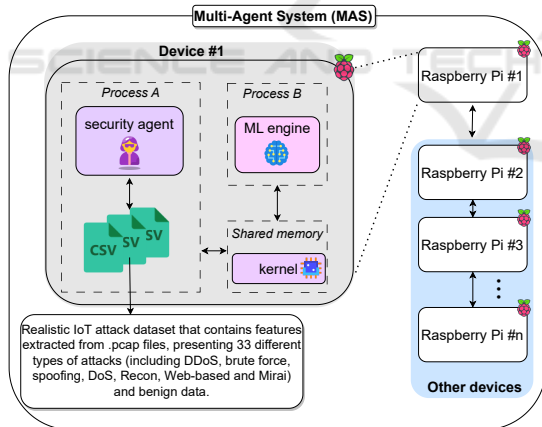 Multi-Agent System (MAS)
SCIENCE AND TECH
Device #1
Process A
security agent
CSV
SV
SV
Process B
ML engine
Shared memory
kernel
Realistic IoT attack dataset that contains features
extracted from .pcap files, presenting 33 different
types of attacks (including DDoS, brute force,
spoofing, DoS, Recon, Web-based and Mirai)
and benign data.
Raspberry Pi #1
Raspberry Pi #2
Raspberry Pi #3
Raspberry Pi #n
Other devices